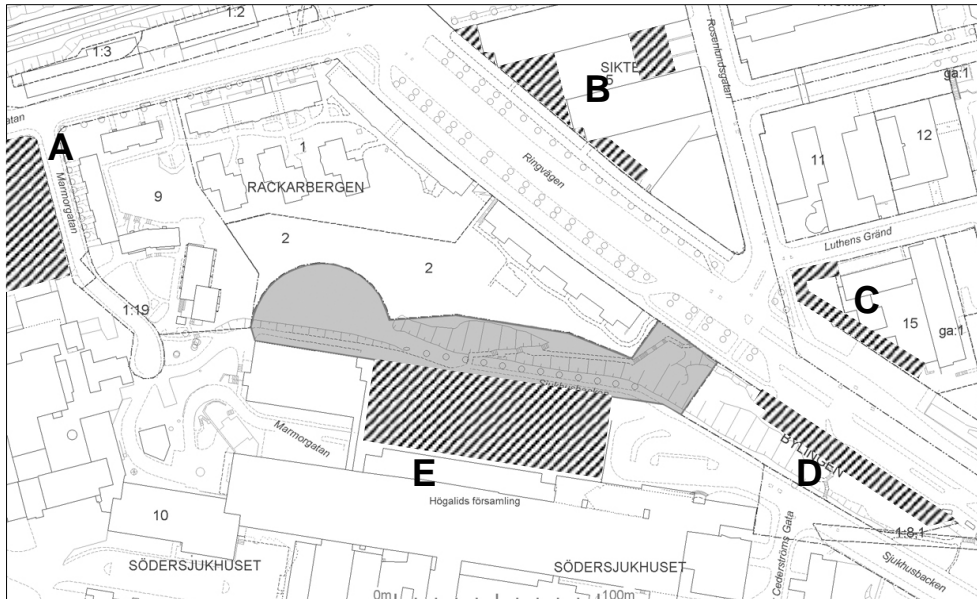 1:2
1:3
Rosenlundsgatan
SIKTE
5
B
ga:1
atan
A
Marmorgatan
9
1
RACKARBERGEN
Ringvägen
11
12
2
2
Luthens Gränd
C
15
ga:1
1:19
Marmorgatan
E
BYLINGEN
D
Högalids församling
10
1:8,1
SÖDERSJUKHUSET
SÖDERSJUKHUSET
Cederströms Gata
Sjukhusbacken
0m
100m